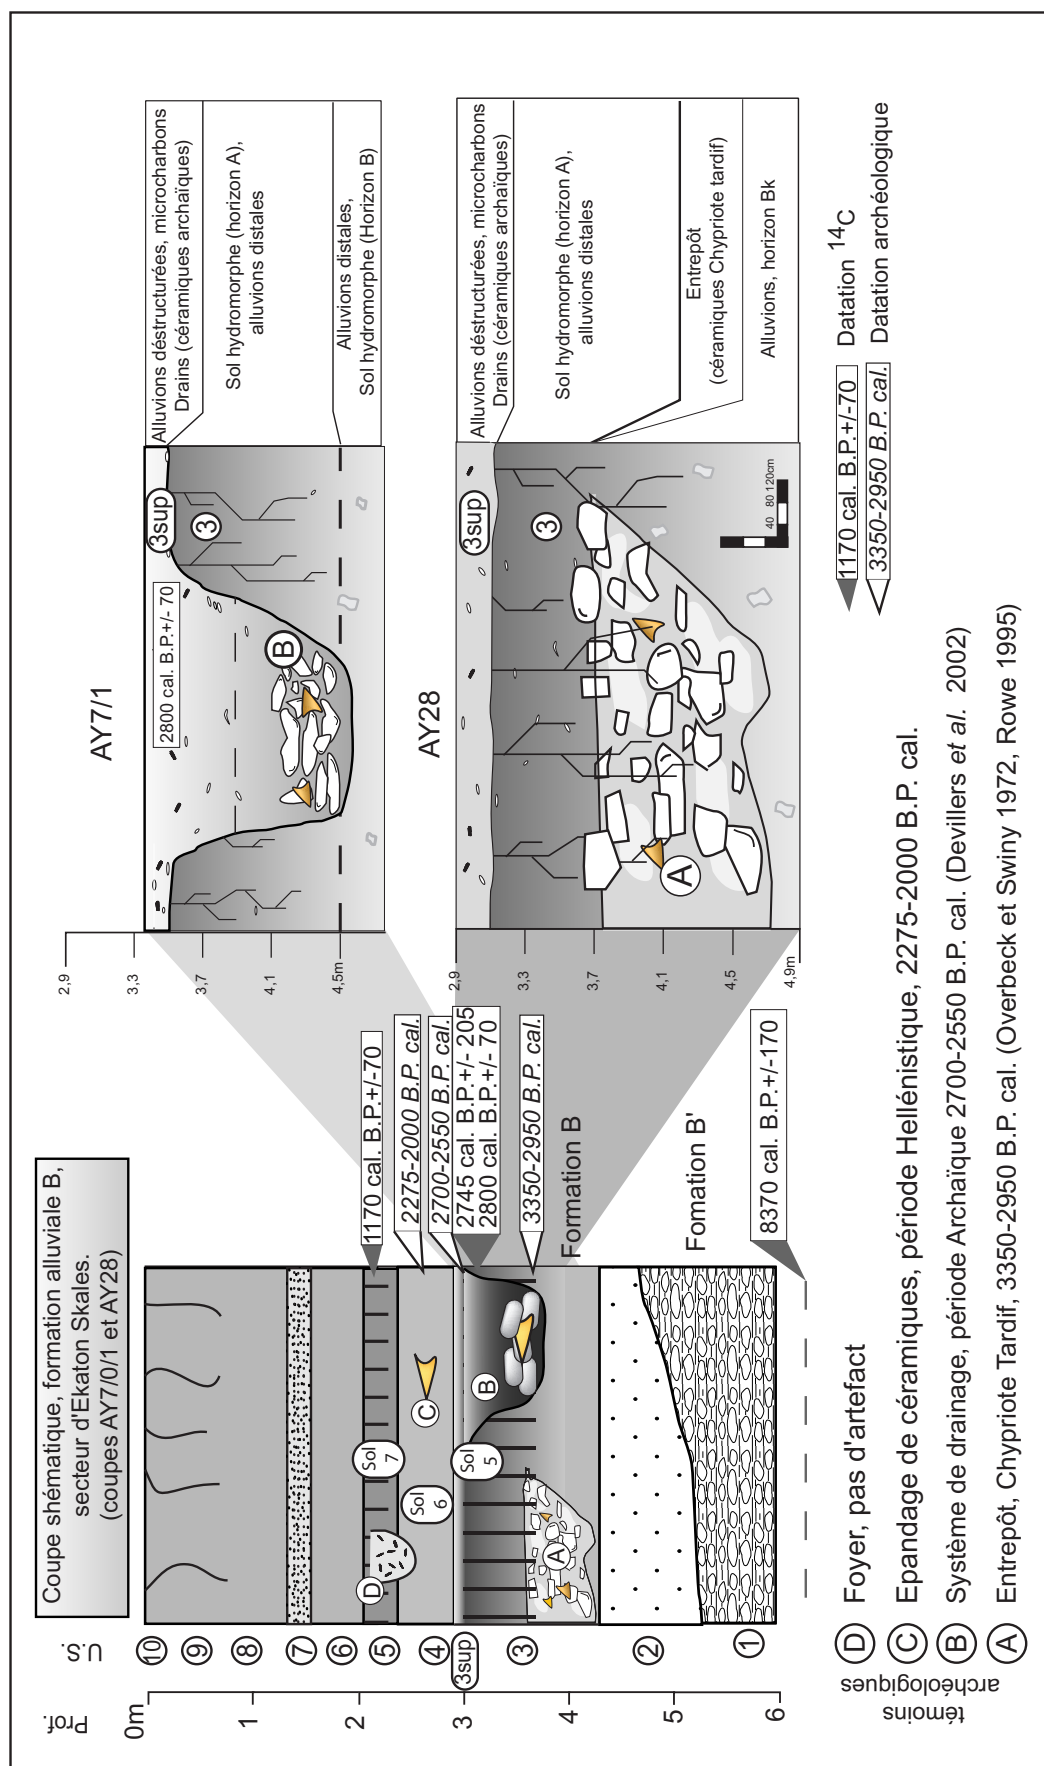 Coupe shématique, formation alluviale B,
secteur d'Ekaton Skales.
(coupes AY7/0/1 et AY28)
Prof.
U.S.
0m
1
2
3
4
5
6
10
9
8
7
6
5
4
3sup
3
2
1
D
Sol
7
Sol
6
C
Sol
5
B
A
1170 cal. B.P.+/-70
2275-2000 B.P. cal.
2700-2550 B.P. cal.
2745 cal. B.P.+/- 205
2800 cal. B.P.+/- 70
3350-2950 B.P. cal.
Formation B
Fomation B'
8370 cal. B.P.+/-170
AY7/1
2,9
3,3
3,7
4,1
4,5m
2800 cal. B.P.+/- 70
B
3sup
3
Alluvions déstructurées, microcharbons
Drains (céramiques archaïques)
Sol hydromorphe (horizon A),
alluvions distales
Alluvions distales,
Sol hydromorphe (Horizon B)
AY28
2,9
3,3
3,7
4,1
4,5
4,9m
A
3sup
3
40 80 120cm
Alluvions déstructurées, microcharbons
Drains (céramiques archaïques)
Sol hydromorphe (horizon A),
alluvions distales
Entrepôt
(céramiques Chypriote tardif)
Alluvions, horizon Bk
1170 cal. B.P.+/-70 Datation 14C
3350-2950 B.P. cal. Datation archéologique
témoins
archéologiques
D Foyer, pas d'artefact
C Epandage de céramiques, période Hellénistique, 2275-2000 B.P. cal.
B Système de drainage, période Archaïque 2700-2550 B.P. cal. (Devillers et al. 2002)
A Entrepôt, Chypriote Tardif, 3350-2950 B.P. cal. (Overbeck et Swiny 1972, Rowe 1995)